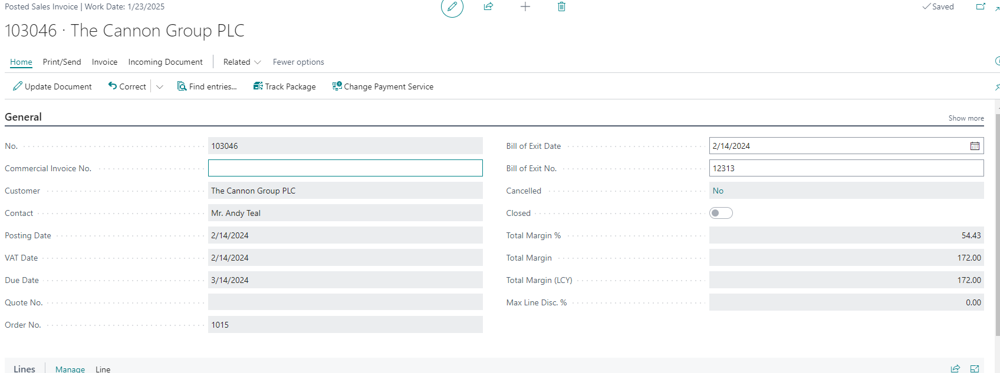 Posted Sales Invoice | Work Date: 1/23/2025
Saved
103046 · The Cannon Group PLC
Home Print/Send Invoice Incoming Document Related Fewer options
Update Document Correct Find entries... Track Package Change Payment Service
General Show more
No. 103046
Commercial Invoice No.
Customer The Cannon Group PLC
Contact Mr. Andy Teal
Posting Date 2/14/2024
VAT Date 2/14/2024
Due Date 3/14/2024
Quote No.
Order No. 1015
Bill of Exit Date 2/14/2024
Bill of Exit No. 12313
Cancelled No
Closed
Total Margin % 54.43
Total Margin 172.00
Total Margin (LCY) 172.00
Max Line Disc. % 0.00
Lines Manage Line